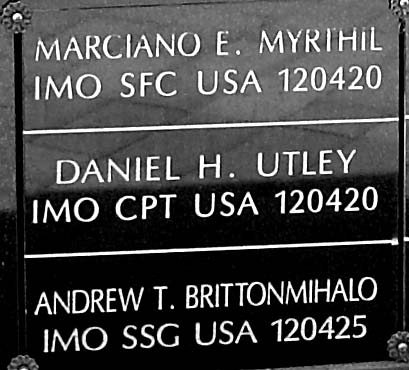 MARCIANO E. MYRTHIL
IMO SFC USA 120420
DANIEL H. UTLEY
IMO CPT USA 120420
ANDREW T. BRITTONMIHALO
IMO SSG USA 120425